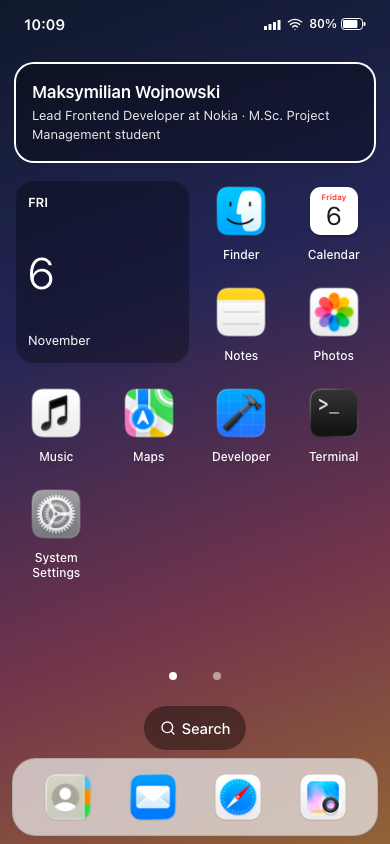 10:09
80%
Maksymilian Wojnowski
Lead Frontend Developer at Nokia · M.Sc. Project
Management student
FRI
6
November
Finder
Friday
6
Calendar
Notes
Photos
Music
Maps
Developer
>_
Terminal
System
Settings
Search